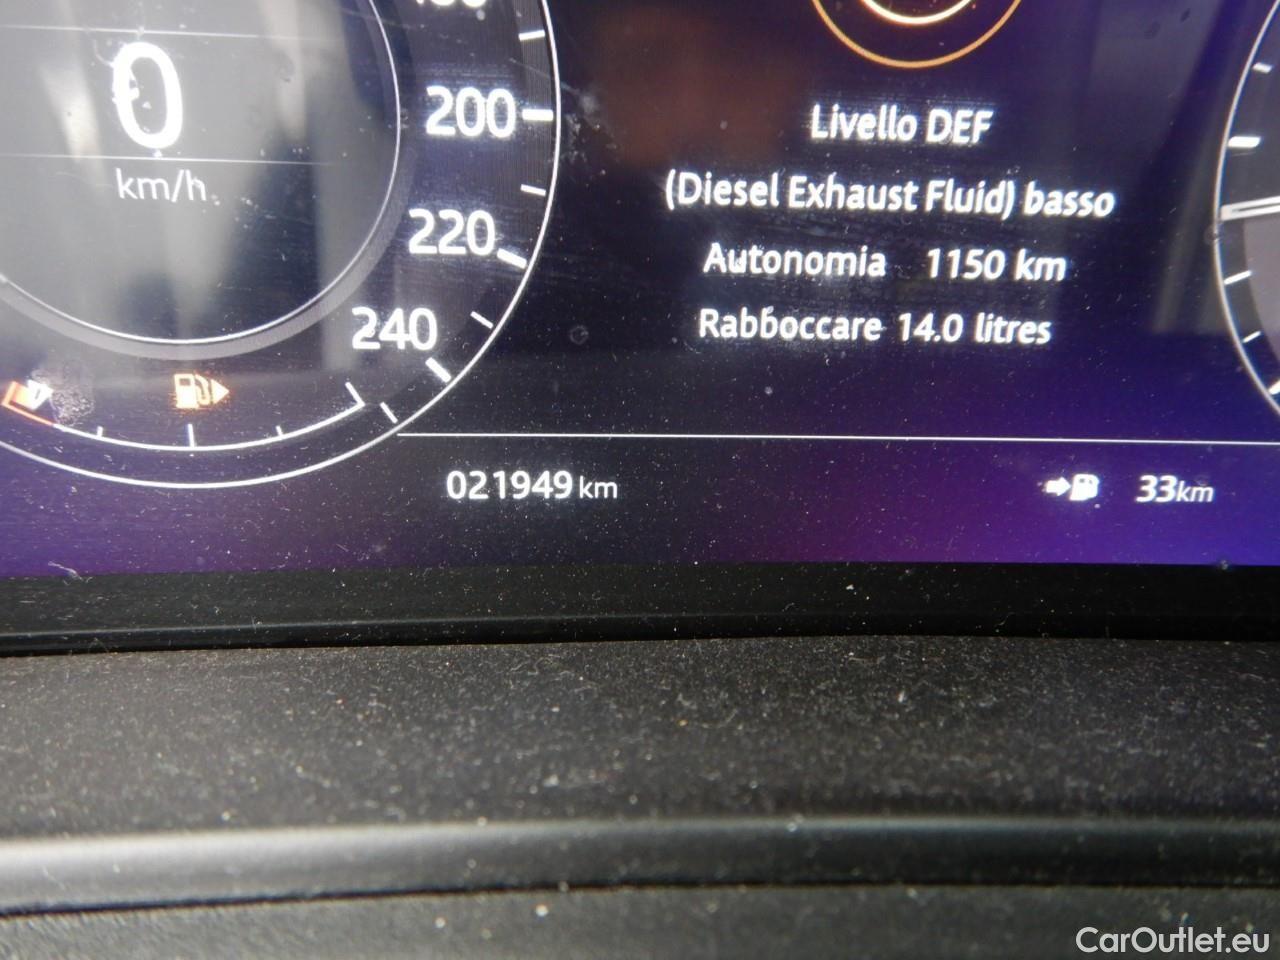 0
km/h
200
220
240
Livello DEF
(Diesel Exhaust Fluid) basso
Autonomia 1150 km
Rabboccare 14.0 litres
021949 km
33km
CarOutlet.eu